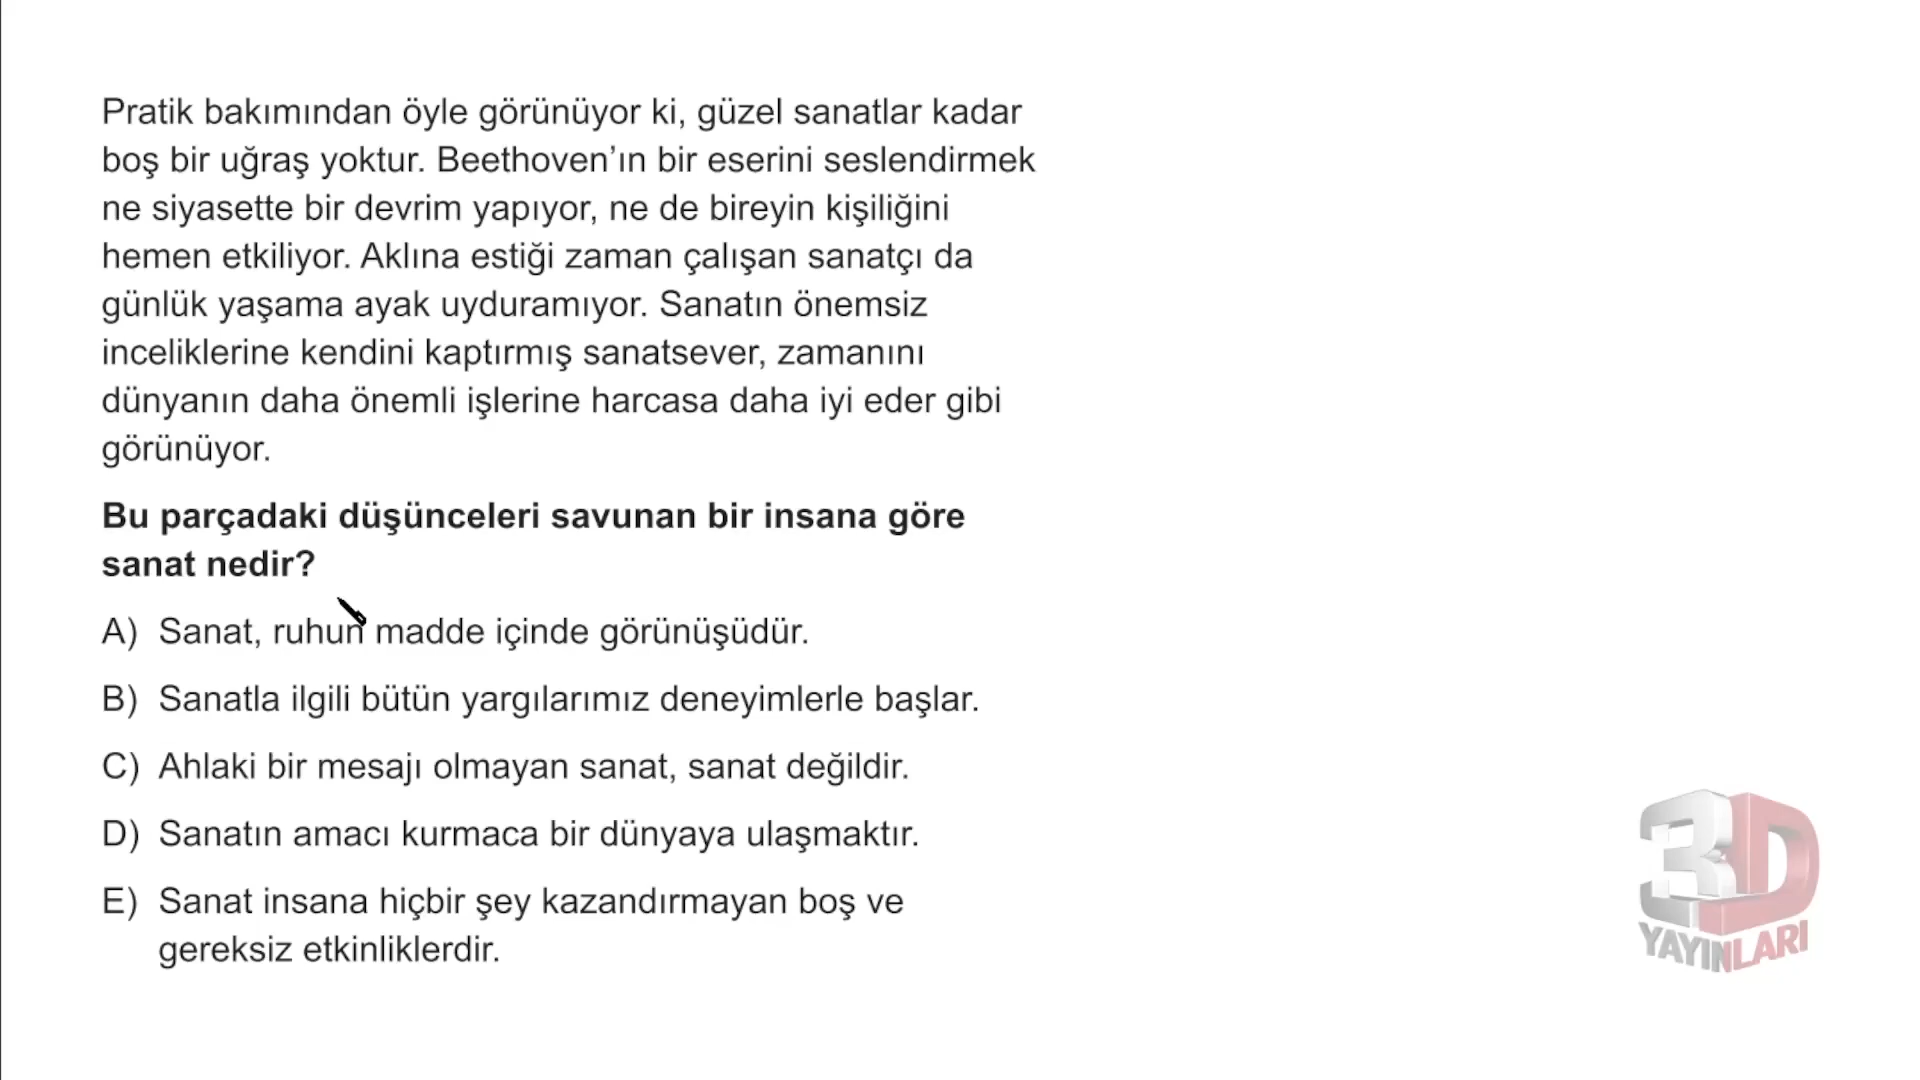 Pratik bakımından öyle görünüyor ki, güzel sanatlar kadar
boş bir uğraş yoktur. Beethoven’ın bir eserini seslendirmek
ne siyasette bir devrim yapıyor, ne de bireyin kişiliğini
hemen etkiliyor. Aklına estiği zaman çalışan sanatçı da
günlük yaşama ayak uyduramıyor. Sanatın önemsiz
inceliklerine kendini kaptırmış sanatsever, zamanını
dünyanın daha önemli işlerine harcasa daha iyi eder gibi
görünüyor.
Bu parçadaki düşünceleri savunan bir insana göre
sanat nedir?
A) Sanat, ruhun madde içinde görünüşüdür.
B) Sanatla ilgili bütün yargılarımız deneyimlerle başlar.
C) Ahlaki bir mesajı olmayan sanat, sanat değildir.
D) Sanatın amacı kurmaca bir dünyaya ulaşmaktır.
E) Sanat insana hiçbir şey kazandırmayan boş ve
gereksiz etkinliklerdir.
3D
YAYINLARI